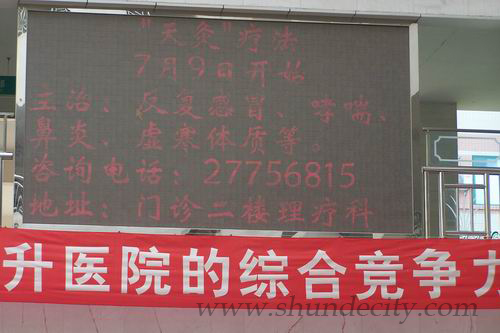 "天灸"疗法
7月9日开始
主治：反复感冒、哮喘、
鼻炎、虚寒体质等。
咨询电话：27756815
地址：门诊二楼理疗科
升医院的综合竞争力
www.shundecity.com